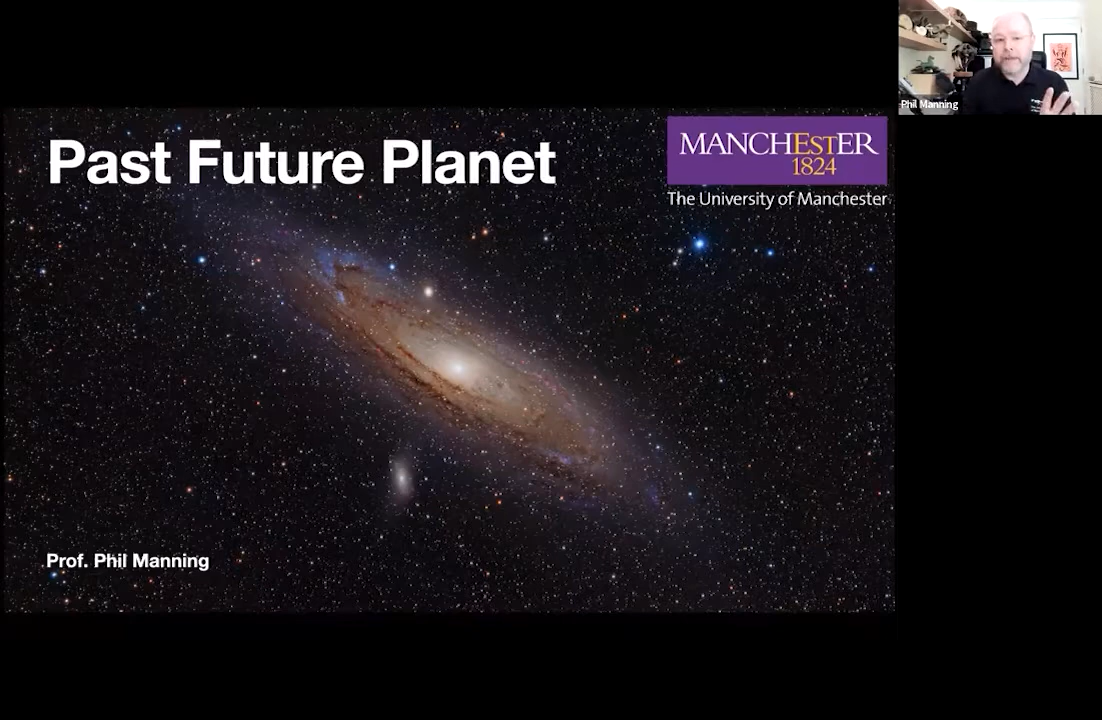 Past Future Planet
MANCHEStER
1824
The University of Manchester
Prof. Phil Manning
Phil Manning